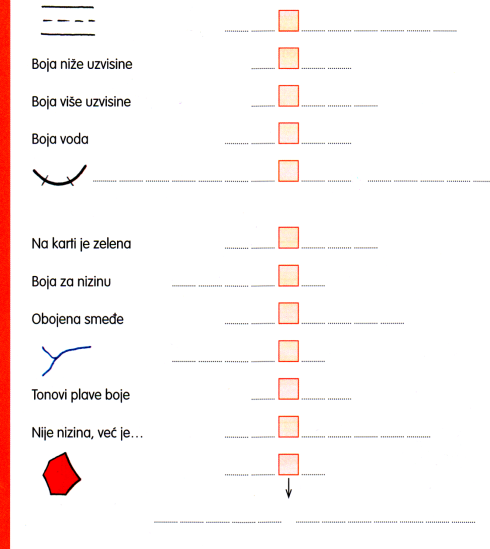 Boja niže uzvisine
Boja više uzvisine
Boja voda
Na karti je zelena
Boja za nizinu
Obojena smeđe
Tonovi plave boje
Nije nizina, već je...